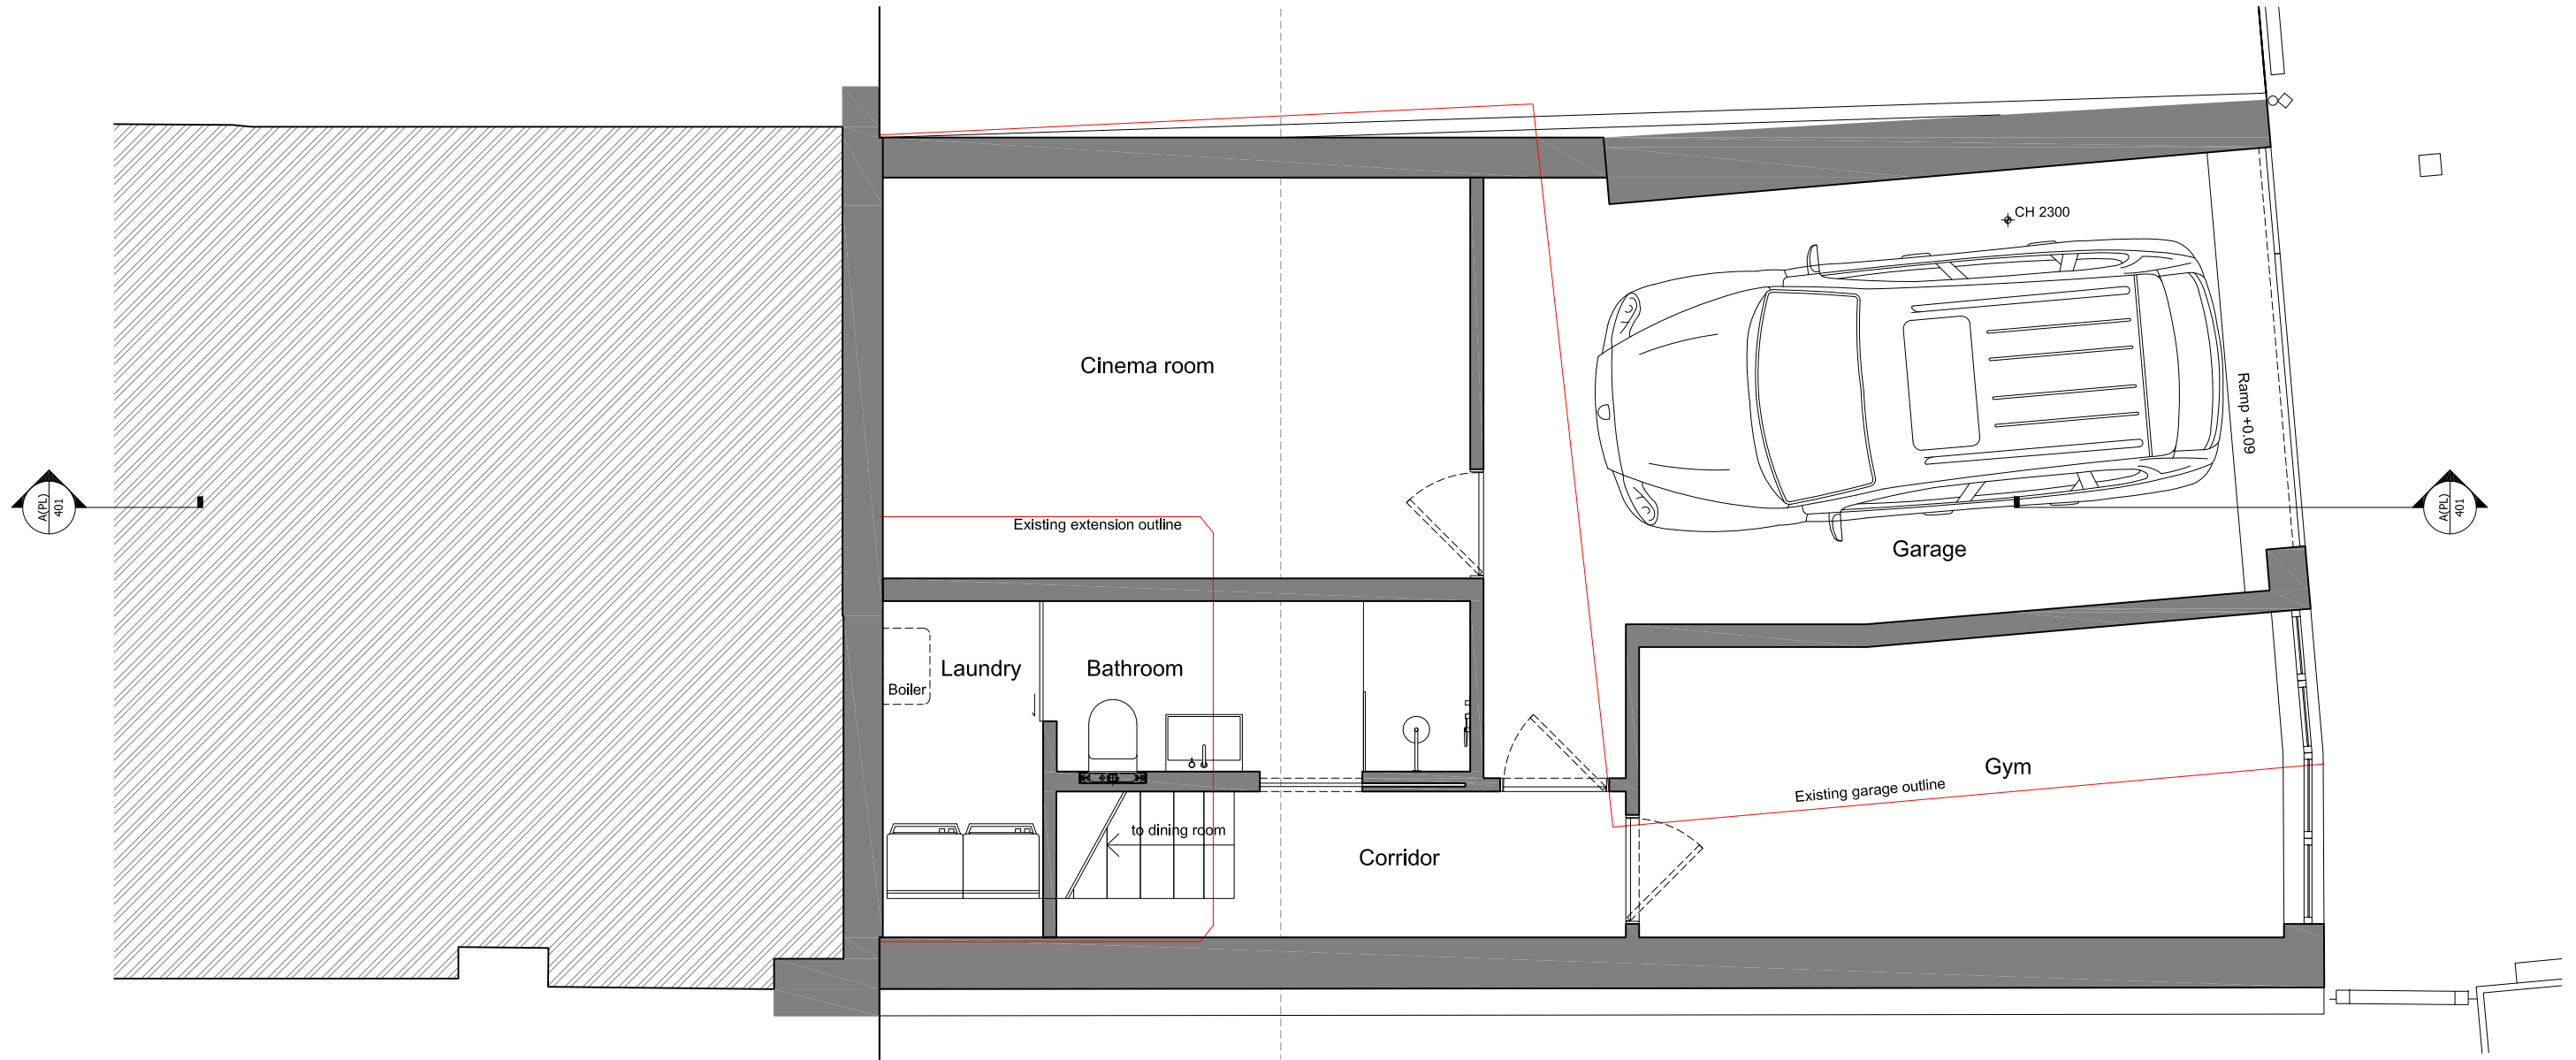 CH 2300
Cinema room
Ramp +0.09
A(PL)
401
A(PL)
401
Existing extension outline
Garage
Laundry
Bathroom
Boiler
Gym
Existing garage outline
to dining room
Corridor